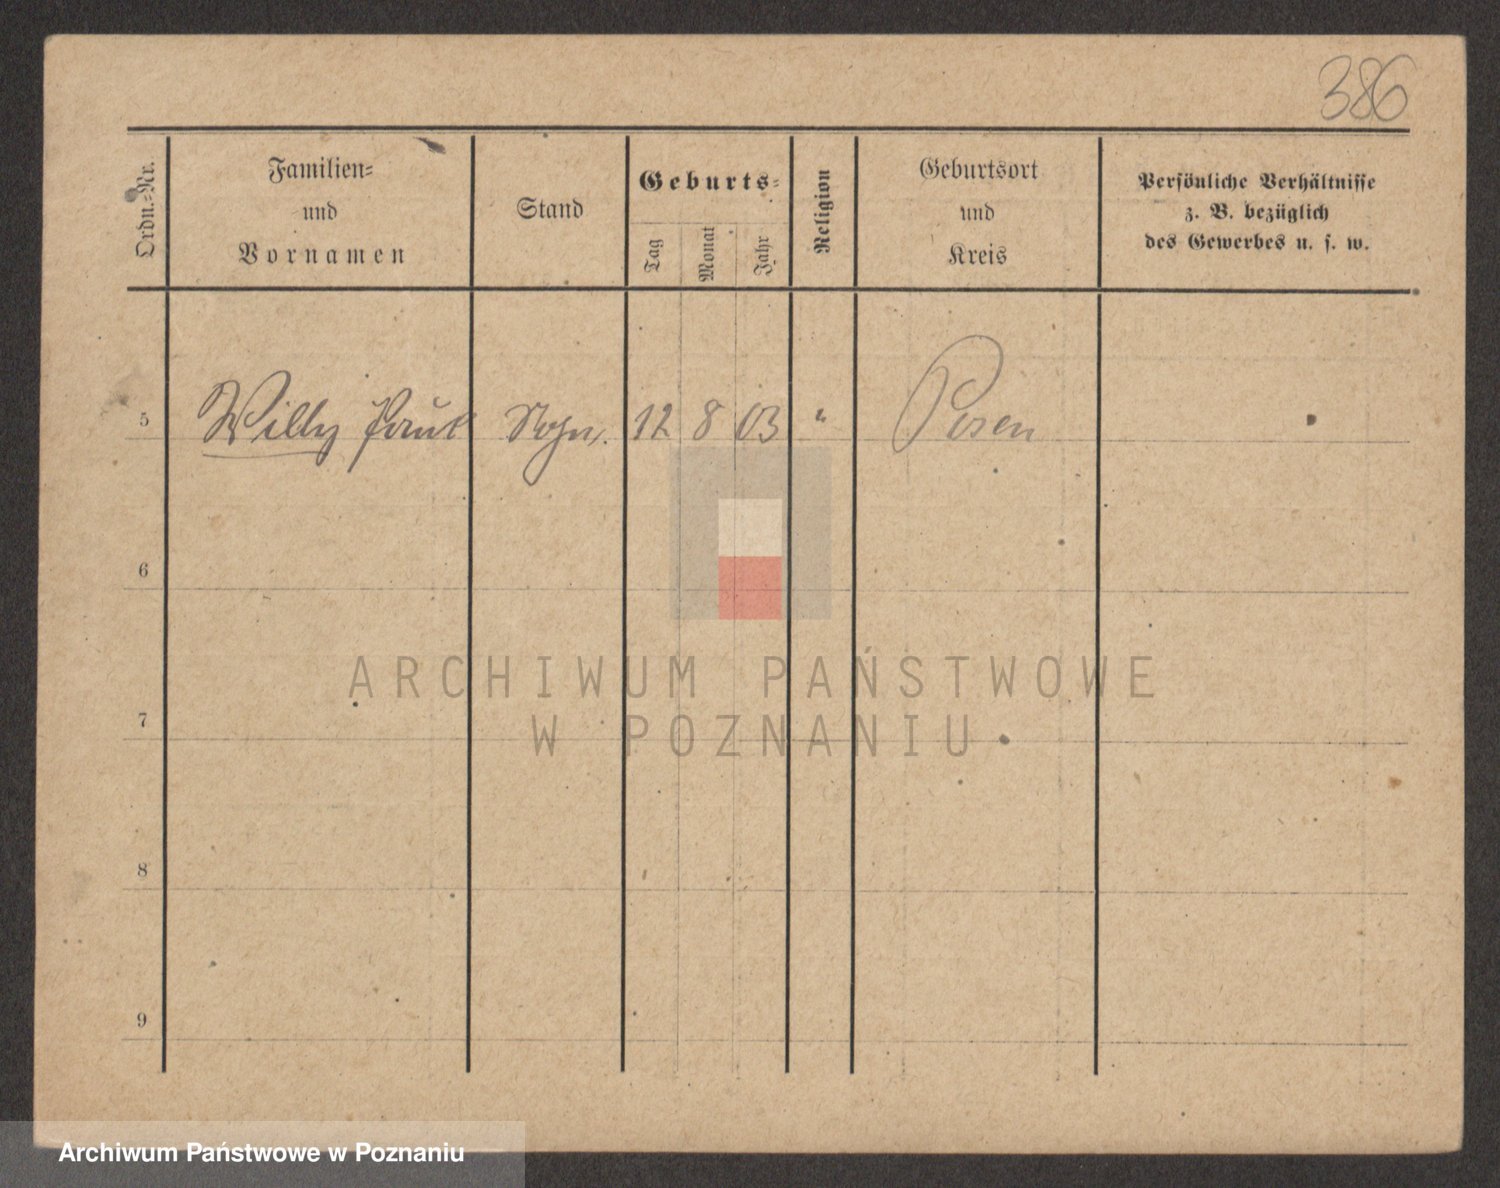 386
Ordn.-Nr.
Familien-
und
Vornamen
Stand
Geburts-
Tag
Monat
Jahr
Religion
Geburtsort
und
Kreis
Persönliche Verhältnisse
z. B. bezüglich
des Gewerbes u. s. w.
5 Willy Paul 12 8 03 " Posen
6
7
8
9
ARCHIWUM PAŃSTWOWE
W POZNANIU
Archiwum Państwowe w Poznaniu